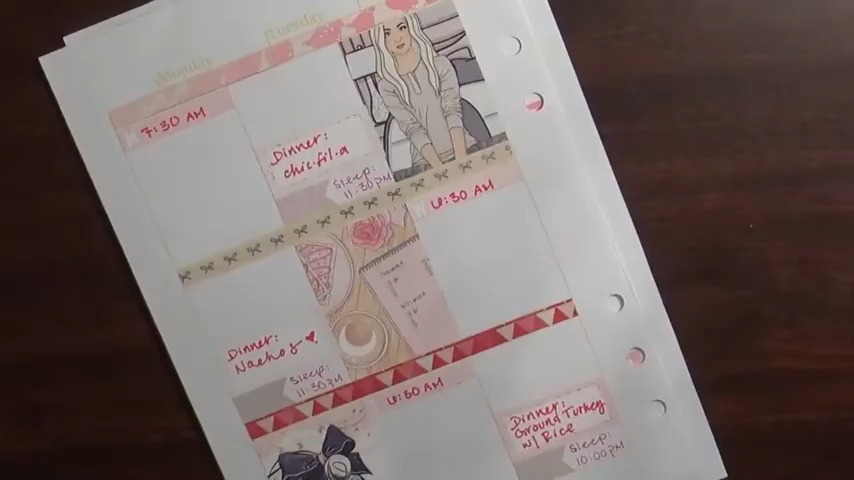 Monday
Tuesday
7:30 AM
Dinner:
chic.fil.a
Sleep:
11:30PM
6:30 AM
Dinner:
Nachos
Sleep:
11:30PM
6:30 AM
Dinner:
Ground Turkey
w/ Rice
Sleep:
10:00PM